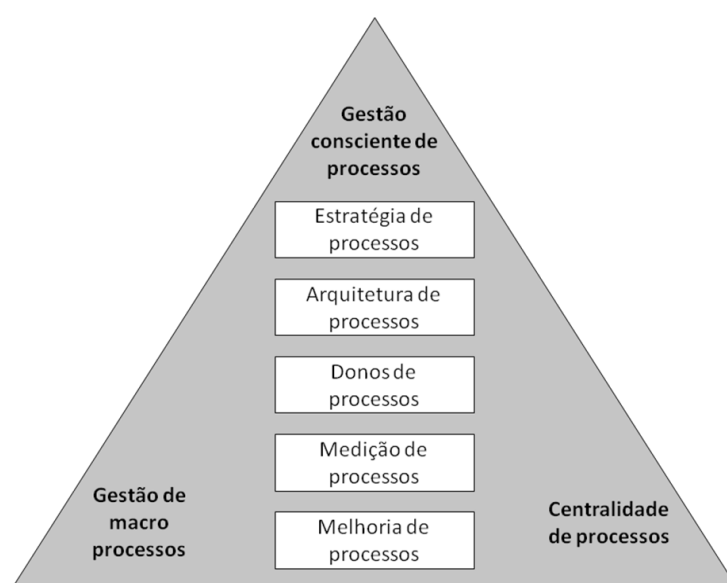 Gestão
consciente de
processos
Estratégia de
processos
Arquitetura de
processos
Donos de
processos
Medição de
processos
Melhoria de
processos
Gestão de
macro
processos
Centralidade
de processos